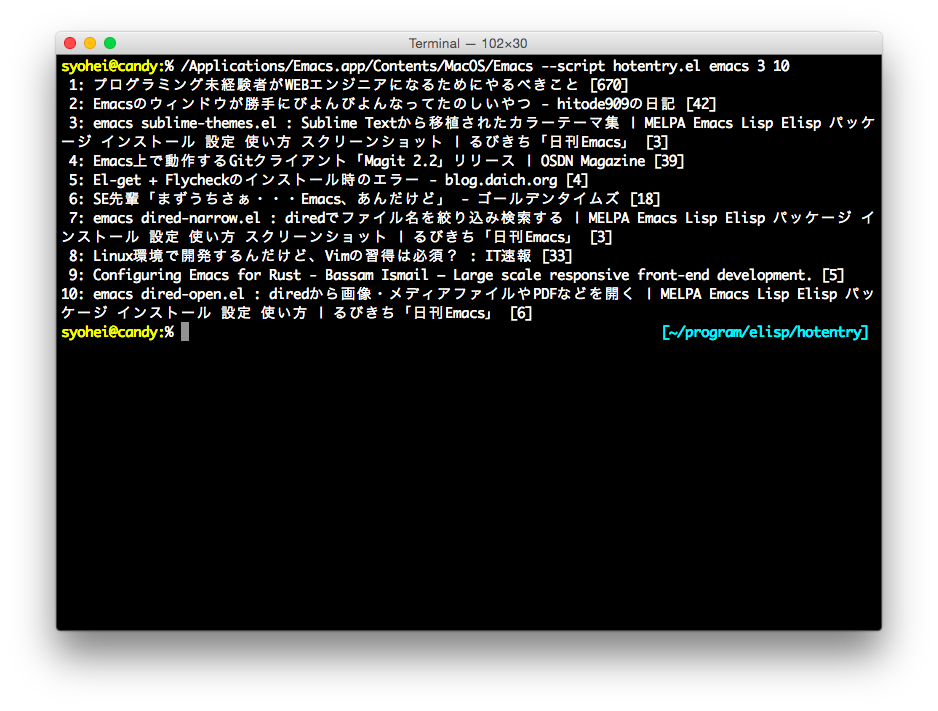 Terminal — 102×30
syohei@candy:% /Applications/Emacs.app/Contents/MacOS/Emacs --script hotentry.el emacs 3 10
1: プログラミング未経験者がWEBエンジニアになるためにやるべきこと [670]
2: Emacsのウィンドウが勝手にぴよんぴよんなってたのしいやつ - hitode909の日記 [42]
3: emacs sublime-themes.el : Sublime Textから移植されたカラーテーマ集 | MELPA Emacs Lisp Elisp パッケ
ージ インストール 設定 使い方 スクリーンショット | るびきち「日刊Emacs」 [3]
4: Emacs上で動作するGitクライアント「Magit 2.2」リリース | OSDN Magazine [39]
5: El-get + Flycheckのインストール時のエラー - blog.daich.org [4]
6: SE先輩「まずうちさぁ・・・Emacs、あんだけど」 - ゴールデンタイムズ [18]
7: emacs dired-narrow.el : diredでファイル名を絞り込み検索する | MELPA Emacs Lisp Elisp パッケージ イ
ンストール 設定 使い方 スクリーンショット | るびきち「日刊Emacs」 [3]
8: Linux環境で開発するんだけど、Vimの習得は必須？ : IT速報 [33]
9: Configuring Emacs for Rust - Bassam Ismail — Large scale responsive front-end development. [5]
10: emacs dired-open.el : diredから画像・メディアファイルやPDFなどを開く | MELPA Emacs Lisp Elisp パッ
ケージ インストール 設定 使い方 | るびきち「日刊Emacs」 [6]
syohei@candy:% [~/program/elisp/hotentry]